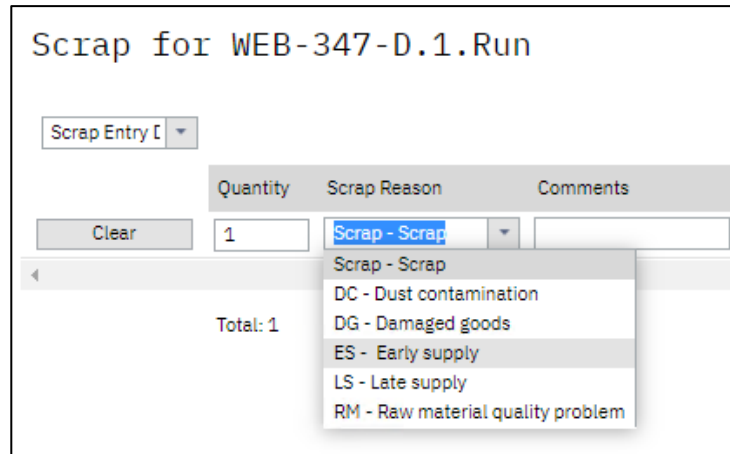 Scrap for WEB-347-D.1.Run
Scrap Entry D
Quantity Scrap Reason Comments
Clear 1 Scrap - Scrap
Scrap - Scrap
DC - Dust contamination
Total: 1 DG - Damaged goods
ES - Early supply
LS - Late supply
RM - Raw material quality problem